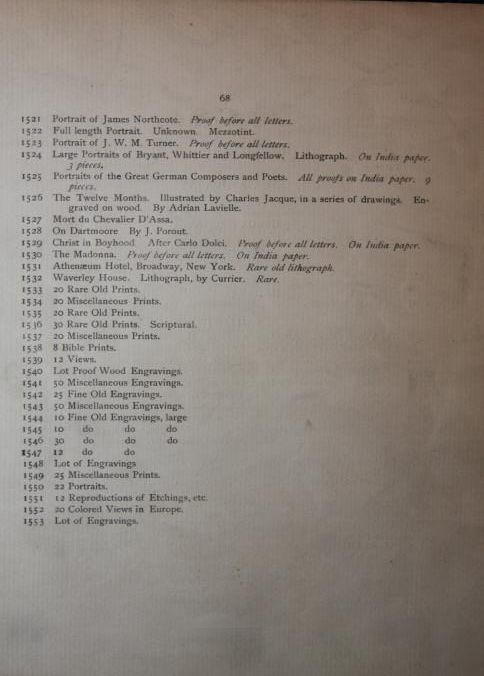 68
1521 Portrait of James Northcote. Proof before all letters.
1522 Full length Portrait. Unknown. Mezzotint.
1523 Portrait of J. W. M. Turner. Proof before all letters.
1524 Large Portraits of Bryant, Whittier and Longfellow. Lithograph. On India paper.
3 pieces.
1525 Portraits of the Great German Composers and Poets. All proofs on India paper. 9
pieces.
1526 The Twelve Months. Illustrated by Charles Jacque, in a series of drawings. En-
graved on wood. By Adrian Lavielle.
1527 Mort du Chevalier D'Assa.
1528 On Dartmoore By J. Porout.
1529 Christ in Boyhood. After Carlo Dolci. Proof before all letters. On India paper.
1530 The Madonna. Proof before all letters. On India paper.
1531 Athenæum Hotel, Broadway, New York. Rare old lithograph.
1532 Waverley House. Lithograph, by Currier. Rare.
1533 20 Rare Old Prints.
1534 20 Miscellaneous Prints.
1535 20 Rare Old Prints.
1536 30 Rare Old Prints. Scriptural.
1537 20 Miscellaneous Prints.
1538 8 Bible Prints.
1539 12 Views.
1540 Lot Proof Wood Engravings.
1541 50 Miscellaneous Engravings.
1542 25 Fine Old Engravings.
1543 50 Miscellaneous Engravings.
1544 10 Fine Old Engravings, large
1545 10 do do do
1546 30 do do do
1547 12 do do
1548 Lot of Engravings
1549 25 Miscellaneous Prints.
1550 22 Portraits.
1551 12 Reproductions of Etchings, etc.
1552 20 Colored Views in Europe.
1553 Lot of Engravings.